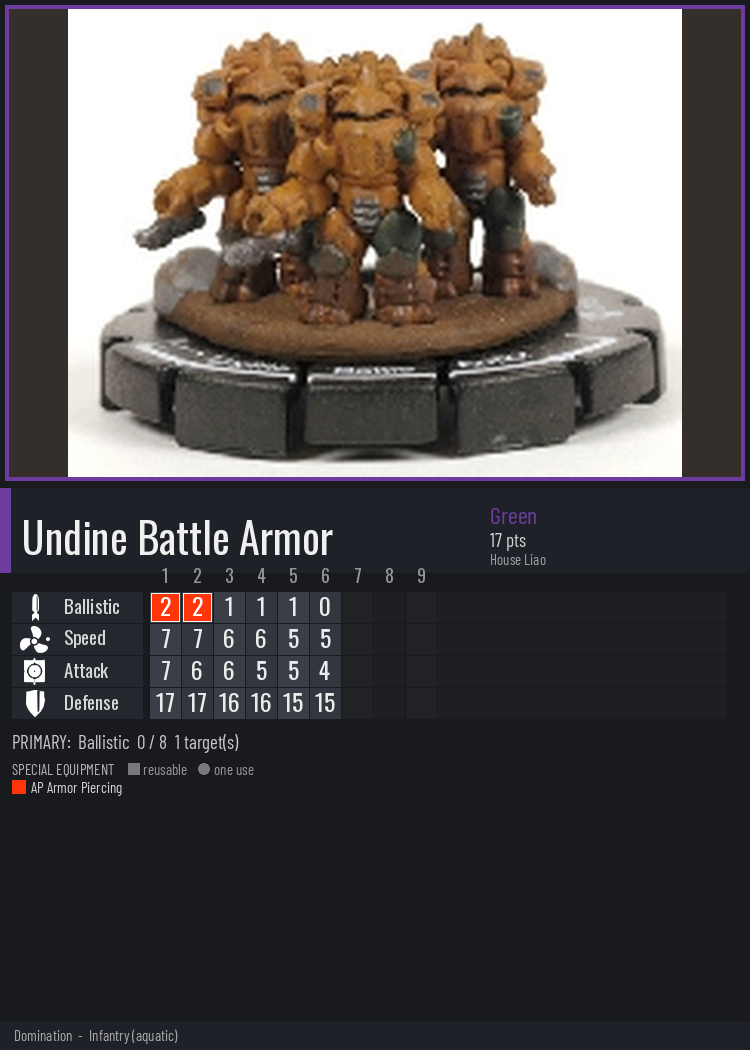 Undine Battle Armor
Green
17 pts
House Liao
1 2 3 4 5 6 7 8 9
Ballistic 2 2 1 1 1 0
Speed 7 7 6 6 5 5
Attack 7 6 6 5 5 4
Defense 17 17 16 16 15 15
PRIMARY: Ballistic 0 / 8 1 target(s)
SPECIAL EQUIPMENT reusable one use
AP Armor Piercing
Domination - Infantry (aquatic)